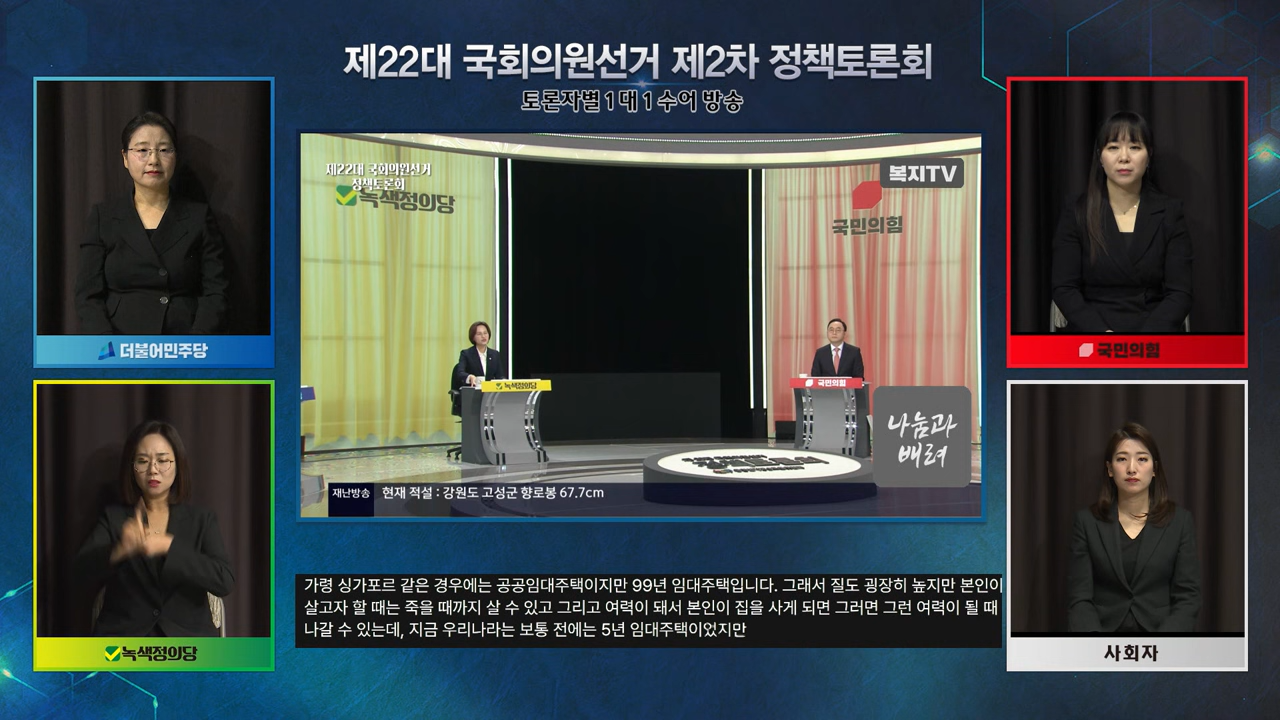 제22대 국회의원선거 제2차 정책토론회
토론자별 1대1 수어 방송
더불어민주당
녹색정의당
제22대 국회의원선거
정책토론회
녹색정의당
복지TV
국민의힘
녹색정의당
국민의힘
나눔과
배려
재난방송 현재 적설 : 강원도 고성군 향로봉 67.7cm
국민의힘
사회자
가령 싱가포르 같은 경우에는 공공임대주택이지만 99년 임대주택입니다. 그래서 질도 굉장히 높지만 본인이
살고자 할 때는 죽을 때까지 살 수 있고 그리고 여력이 돼서 본인이 집을 사게 되면 그러면 그런 여력이 될 때
나갈 수 있는데, 지금 우리나라는 보통 전에는 5년 임대주택이었지만